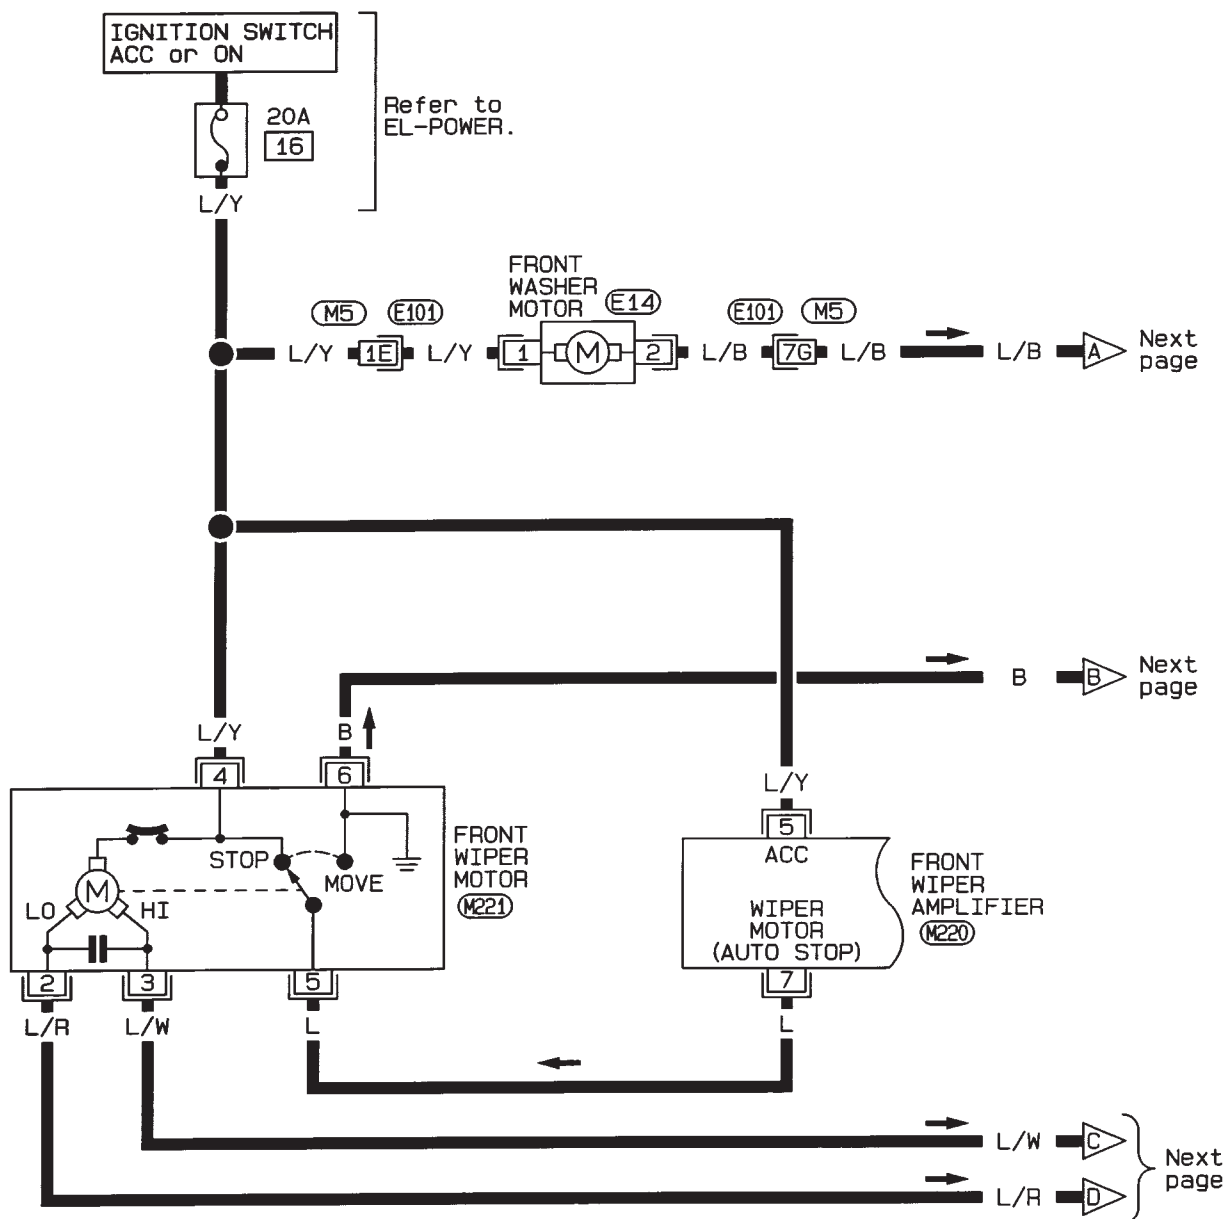 IGNITION SWITCH
ACC or ON
20A
16
Refer to
EL-POWER.
L/Y
FRONT
WASHER
MOTOR
E14
M5
E101
E101
M5
L/Y
1E
L/Y
1
M
2
L/B
7G
L/B
L/B
A
Next
page
B
B
Next
page
L/Y
B
4
6
STOP
MOVE
M
LO
HI
2
3
5
FRONT
WIPER
MOTOR
M221
L/Y
5
ACC
WIPER
MOTOR
(AUTO STOP)
7
FRONT
WIPER
AMPLIFIER
M220
L/R
L/W
L
L
L/W
C
L/R
D
Next
page